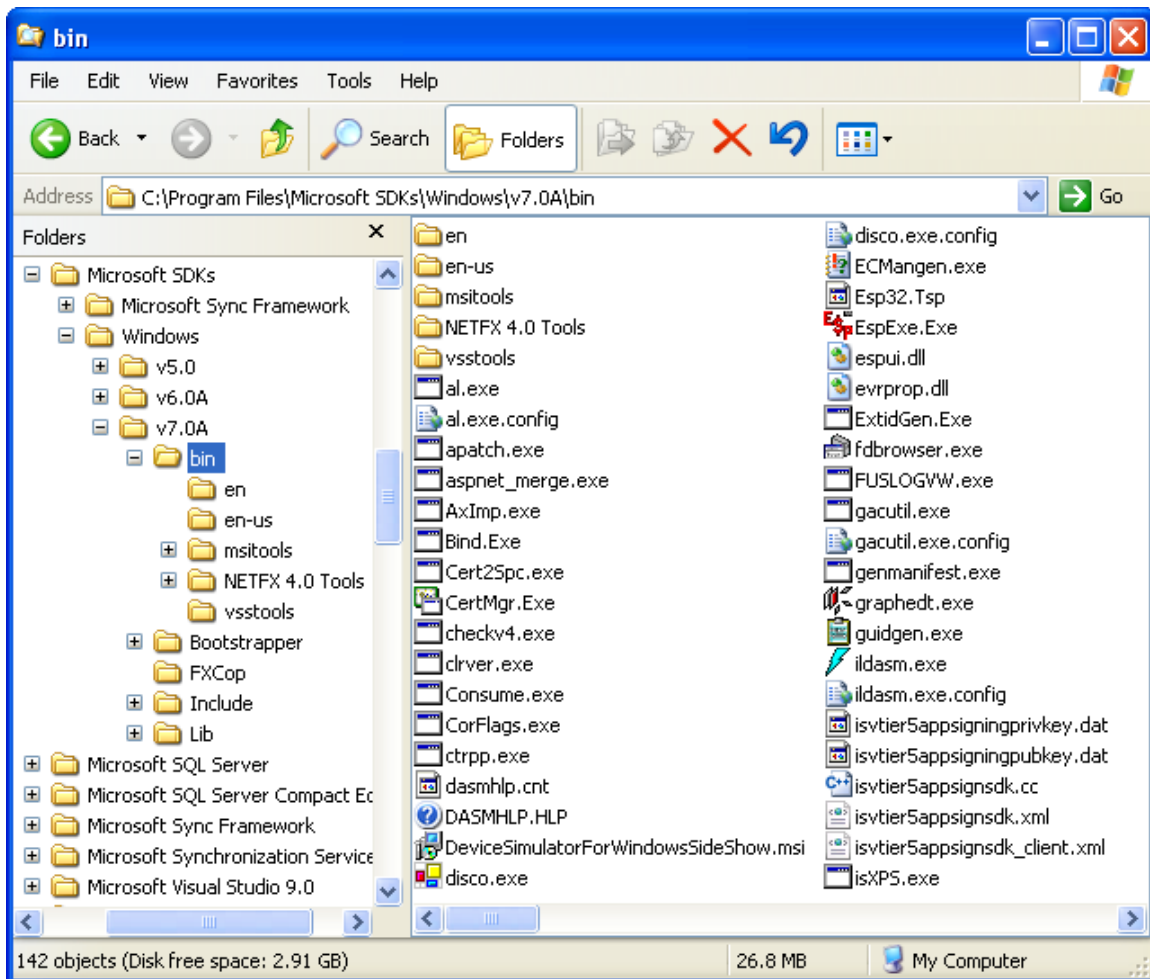 bin
File Edit View Favorites Tools Help
Back Search Folders
Address C:\Program Files\Microsoft SDKs\Windows\v7.0A\bin Go
Folders
Microsoft SDKs
Microsoft Sync Framework
Windows
v5.0
v6.0A
v7.0A
bin
en
en-us
msitools
NETFX 4.0 Tools
vsstools
Bootstrapper
FXCop
Include
Lib
Microsoft SQL Server
Microsoft SQL Server Compact Ec
Microsoft Sync Framework
Microsoft Synchronization Service
Microsoft Visual Studio 9.0
en
en-us
msitools
NETFX 4.0 Tools
vsstools
al.exe
al.exe.config
apatch.exe
aspnet_merge.exe
AxImp.exe
Bind.Exe
Cert2Spc.exe
CertMgr.Exe
checkv4.exe
clrver.exe
Consume.exe
CorFlags.exe
ctrpp.exe
dasmhlp.cnt
DASMHLP.HLP
DeviceSimulatorForWindowsSideShow.msi
disco.exe
disco.exe.config
ECMangen.exe
Esp32.Tsp
EspExe.Exe
espui.dll
evrprop.dll
ExtidGen.Exe
fdbrowser.exe
FUSLOGVW.exe
gacutil.exe
gacutil.exe.config
genmanifest.exe
graphedt.exe
guidgen.exe
ildasm.exe
ildasm.exe.config
isvtier5appsigningprivkey.dat
isvtier5appsigningpubkey.dat
isvtier5appsignsdk.cc
isvtier5appsignsdk.xml
isvtier5appsignsdk_client.xml
isXPS.exe
142 objects (Disk free space: 2.91 GB) 26.8 MB My Computer